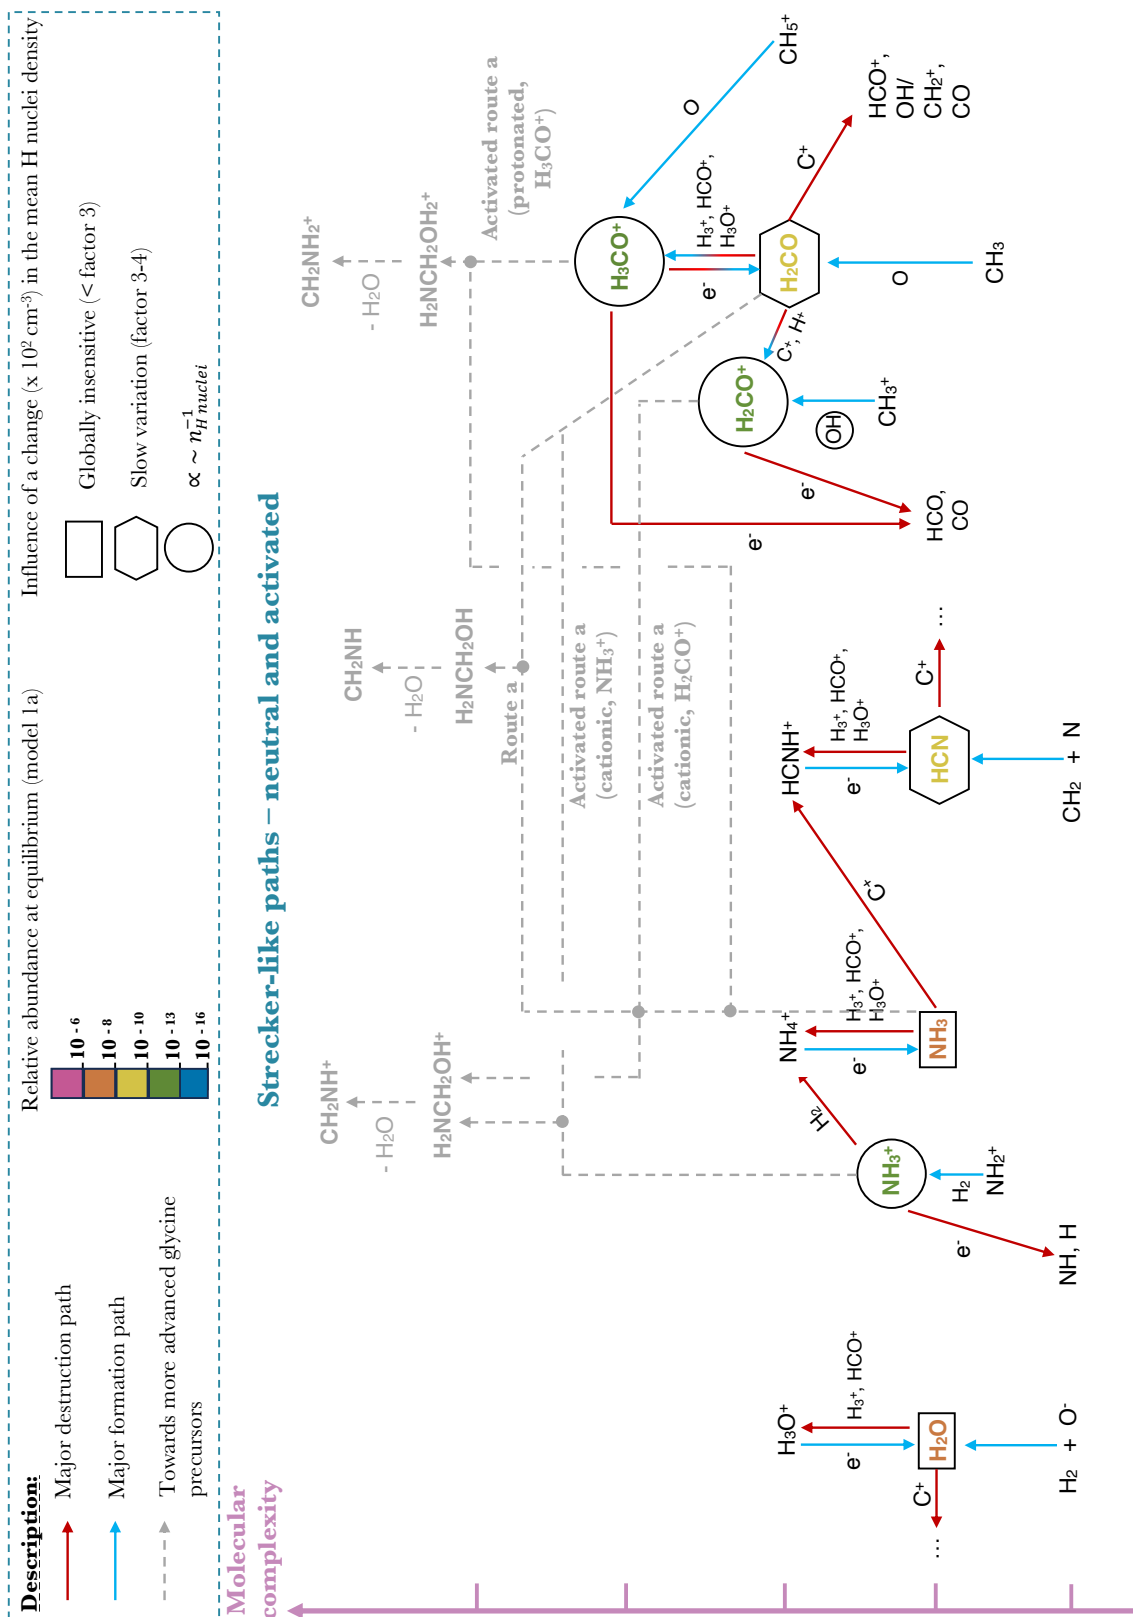 Description:
Major destruction path
Major formation path
Towards more advanced glycine
precursors
Relative abundance at equilibrium (model 1a)
10 - 6
10 - 8
10 - 10
10 - 13
10 - 16
Influence of a change (x 10² cm⁻³) in the mean H nuclei density
Globally insensitive (< factor 3)
Slow variation (factor 3-4)
∝ ~ n⁻¹H nuclei
Molecular
complexity
Strecker-like paths – neutral and activated
CH₂NH⁺
- H₂O
H₂NCH₂OH⁺
CH₂NH
- H₂O
H₂NCH₂OH
Route a
CH₂NH₂⁺
- H₂O
H₂NCH₂OH₂⁺
Activated route a
(protonated,
H₃CO⁺)
Activated route a
(cationic, NH₃⁺)
Activated route a
(cationic, H₂CO⁺)
H₃O⁺
e⁻
H₃⁺, HCO⁺
C⁺
...
H₂O
H₂ + O⁻
NH₄⁺
H₂
e⁻
H₃⁺, HCO⁺,
H₃O⁺
NH₃⁺
NH₃
e⁻
H₂
NH₂⁺
NH, H
C⁺
HCNH⁺
e⁻
H₃⁺, HCO⁺,
H₃O⁺
HCN
C⁺
...
CH₂ + N
H₃CO⁺
O
CH₅⁺
e⁻
H₃⁺, HCO⁺,
H₃O⁺
H₂CO⁺
C⁺, H⁺
H₂CO
C⁺
HCO⁺,
OH/
CH₂⁺,
CO
OH
CH₃⁺
e⁻
e⁻
HCO,
CO
O
CH₃